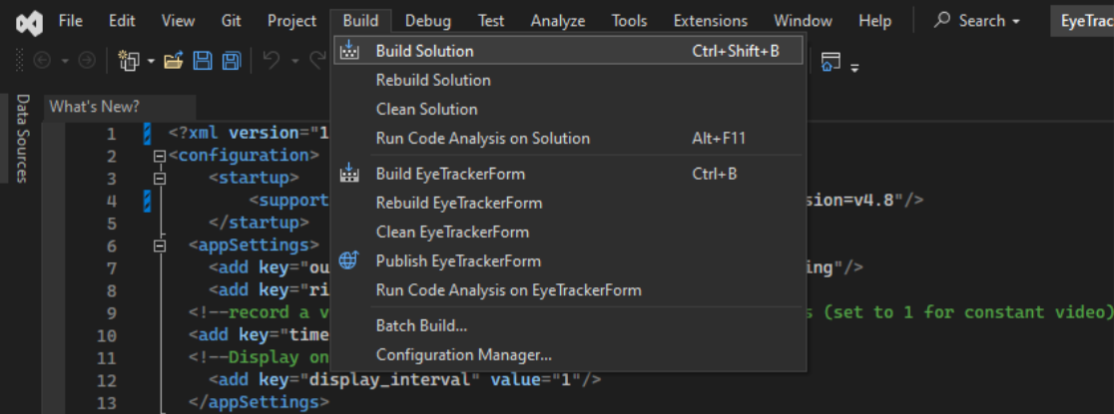 File Edit View Git Project Build Debug Test Analyze Tools Extensions Window Help Search EyeTrac
Build Solution Ctrl+Shift+B
Rebuild Solution
Clean Solution
Run Code Analysis on Solution Alt+F11
Build EyeTrackerForm Ctrl+B
Rebuild EyeTrackerForm
Clean EyeTrackerForm
Publish EyeTrackerForm
Run Code Analysis on EyeTrackerForm
Batch Build...
Configuration Manager...
Data Sources
What's New?
1 <?xml version="1
2 <configuration>
3 <startup>
4 <support sion=v4.8"/>
5 </startup>
6 <appSettings>
7 <add key="ou ing"/>
8 <add key="ri
9 <!--record a v s (set to 1 for constant video)
10 <add key="time
11 <!--Display on
12 <add key="display_interval" value="1"/>
13 </appSettings>